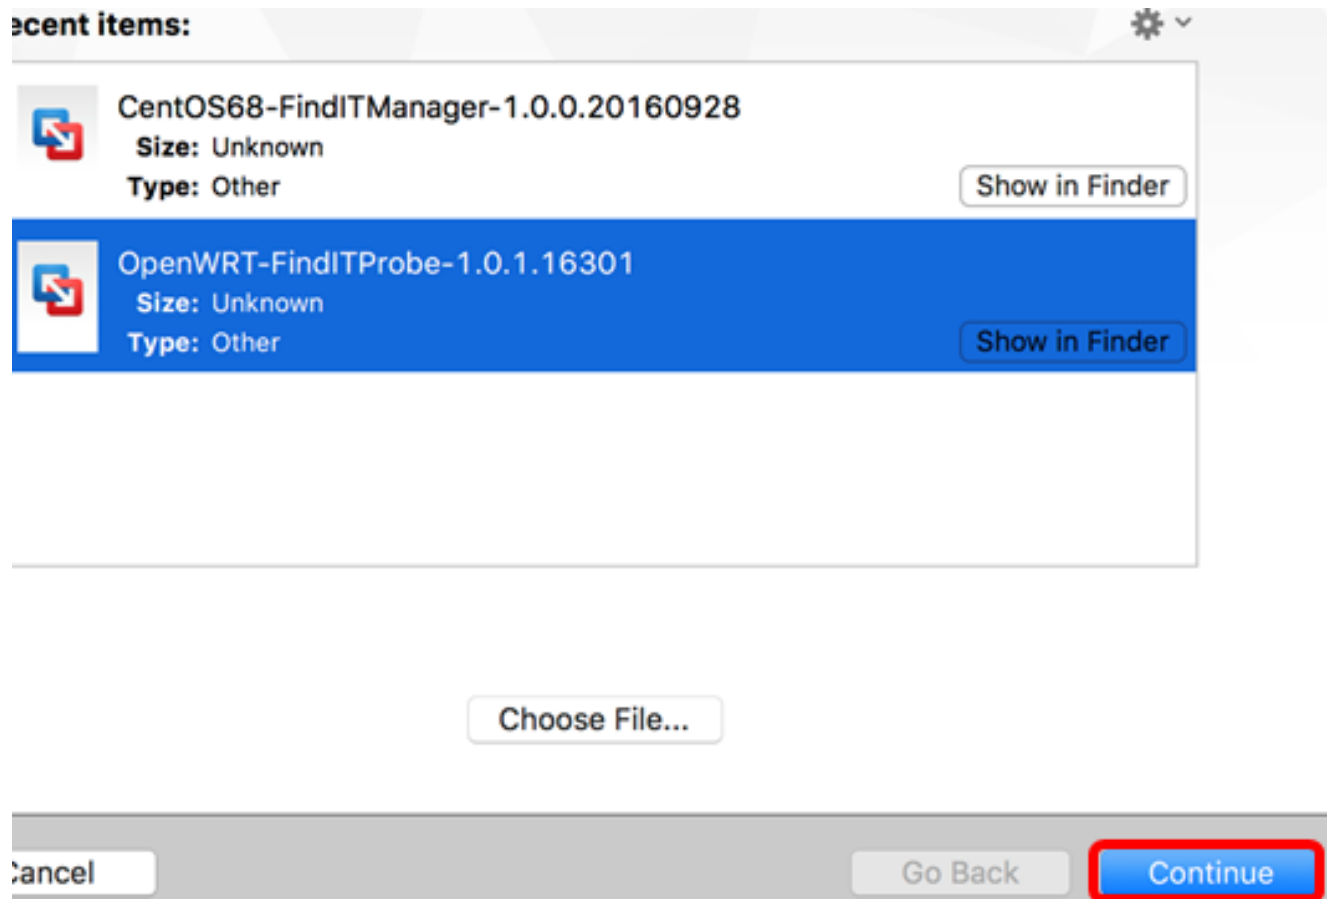 ecent items:
CentOS68-FindITManager-1.0.0.20160928
Size: Unknown
Type: Other
Show in Finder
OpenWRT-FindITProbe-1.0.1.16301
Size: Unknown
Type: Other
Show in Finder
Choose File...
Cancel
Go Back
Continue